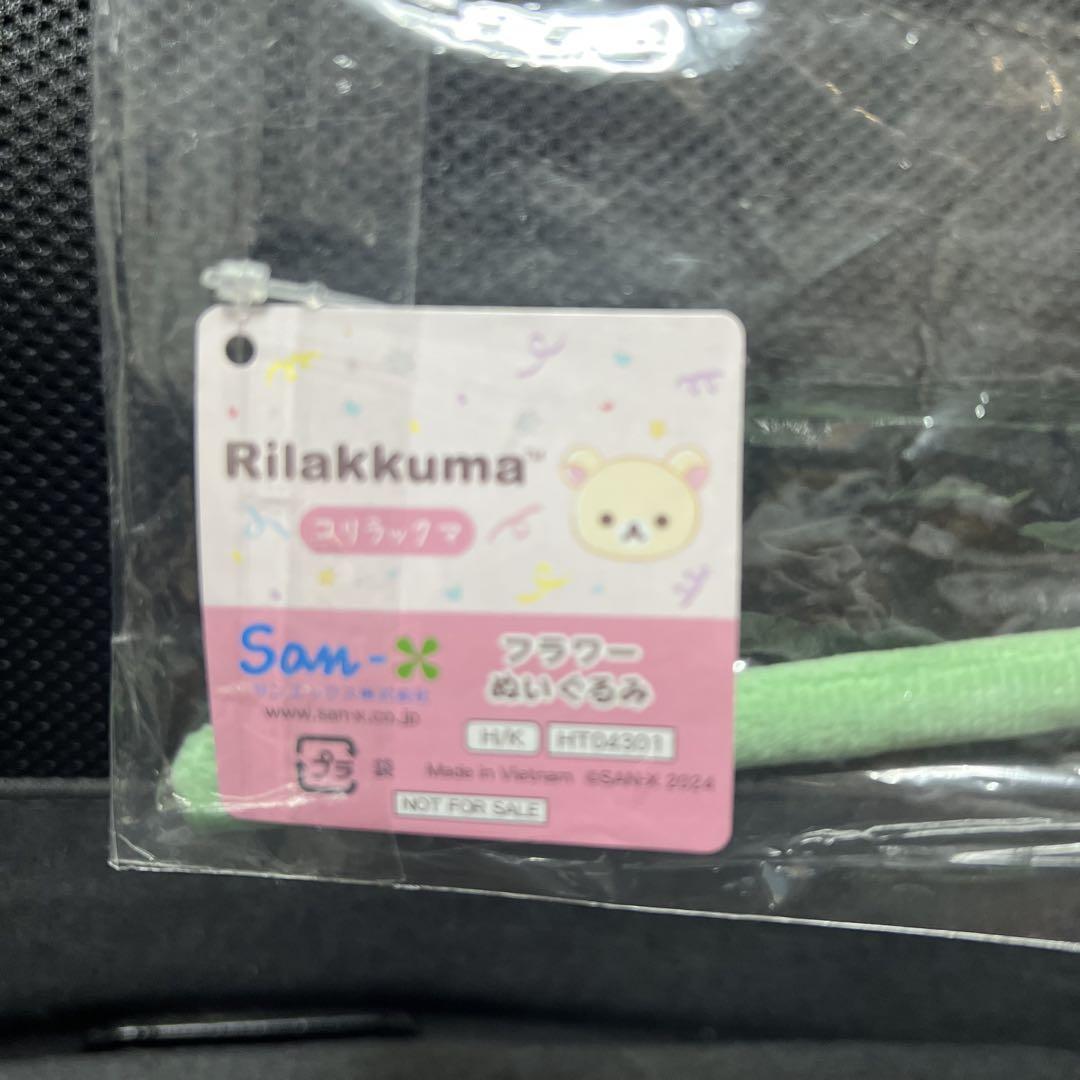 Rilakkuma™
コリラックマ
San-X
サンエックス株式会社
www.san-x.co.jp
フラワー
ぬいぐるみ
H/K HT04301
プラ 袋
Made in Vietnam ©SAN-X 2024
NOT FOR SALE